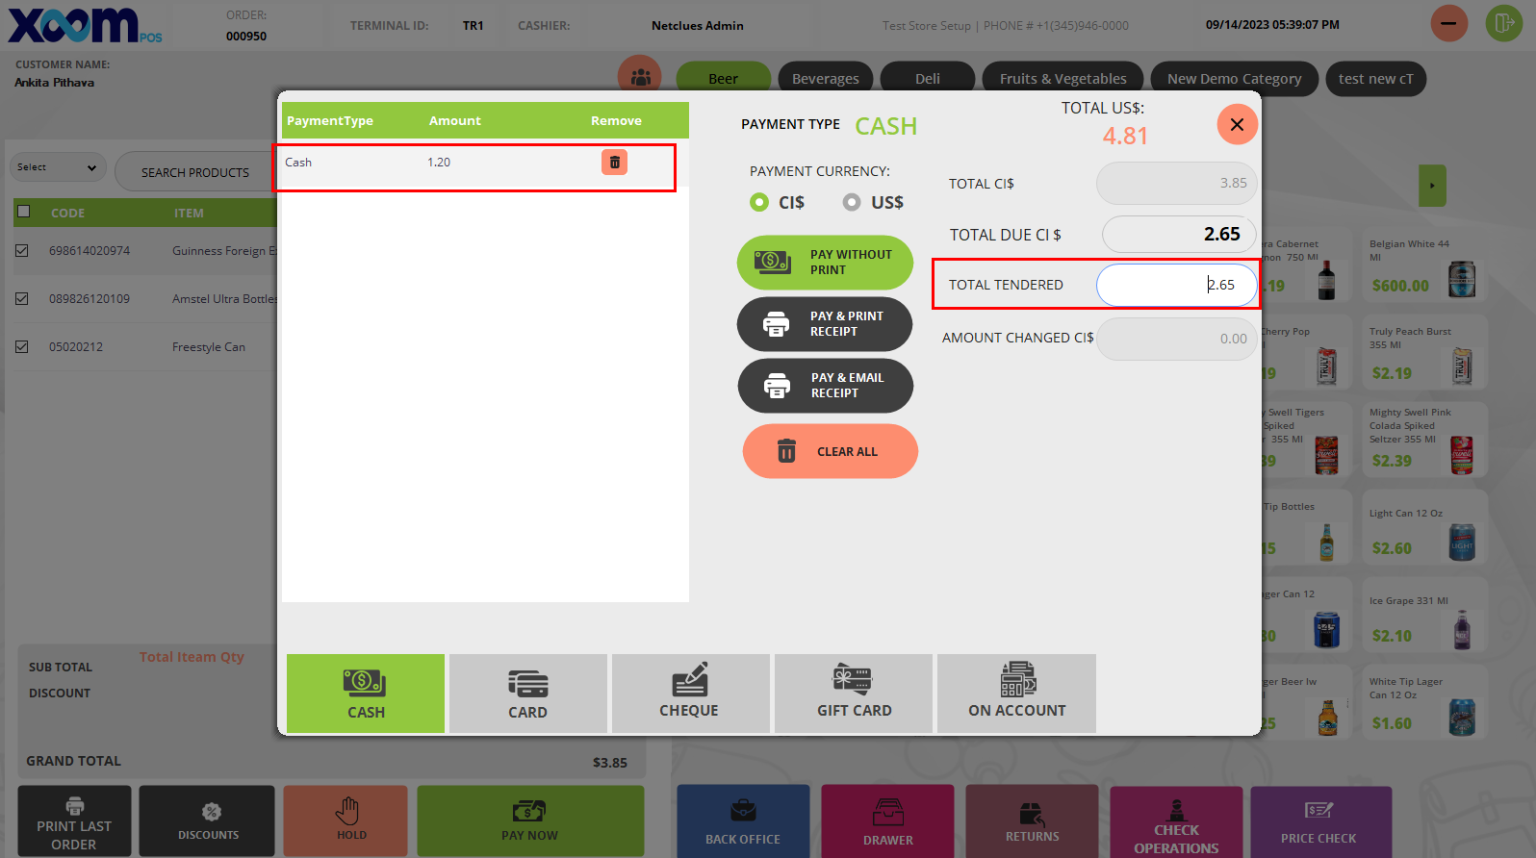 XOOM POS
ORDER:
000950
TERMINAL ID:
TR1
CASHIER:
Netclues Admin
Test Store Setup | PHONE # +1(345)946-0000
09/14/2023 05:39:07 PM
CUSTOMER NAME:
Ankita Pithava
Beer
Beverages
Deli
Fruits & Vegetables
New Demo Category
test new cT
Select
SEARCH PRODUCTS
CODE
ITEM
698614020974
Guinness Foreign E
089826120109
Amstel Ultra Bottles
05020212
Freestyle Can
PaymentType
Amount
Remove
Cash
1.20
PAYMENT TYPE
CASH
TOTAL US$:
4.81
PAYMENT CURRENCY:
CI$
US$
PAY WITHOUT
PRINT
PAY & PRINT
RECEIPT
PAY & EMAIL
RECEIPT
CLEAR ALL
TOTAL CI$
3.85
TOTAL DUE CI $
2.65
TOTAL TENDERED
2.65
AMOUNT CHANGED CI$
0.00
CASH
CARD
CHEQUE
GIFT CARD
ON ACCOUNT
ra Cabernet
non 750 Ml
.19
Belgian White 44
Ml
$600.00
Cherry Pop
19
Truly Peach Burst
355 Ml
$2.19
y Swell Tigers
Spiked
r 355 Ml
39
Mighty Swell Pink
Colada Spiked
Seltzer 355 Ml
$2.39
Tip Bottles
15
Light Can 12 Oz
$2.60
ger Can 12
30
Ice Grape 331 Ml
$2.10
ger Beer Iw
25
White Tip Lager
Can 12 Oz
$1.60
SUB TOTAL
Total Iteam Qty
DISCOUNT
GRAND TOTAL
$3.85
PRINT LAST
ORDER
DISCOUNTS
HOLD
PAY NOW
BACK OFFICE
DRAWER
RETURNS
CHECK
OPERATIONS
PRICE CHECK